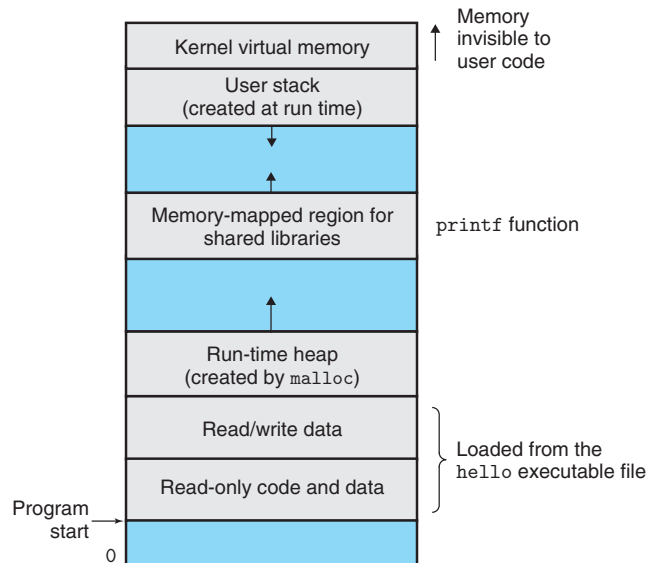 Memory
invisible to
user code
Kernel virtual memory
User stack
(created at run time)
Memory-mapped region for
shared libraries
printf function
Run-time heap
(created by malloc)
Read/write data
Loaded from the
hello executable file
Read-only code and data
Program
start
0